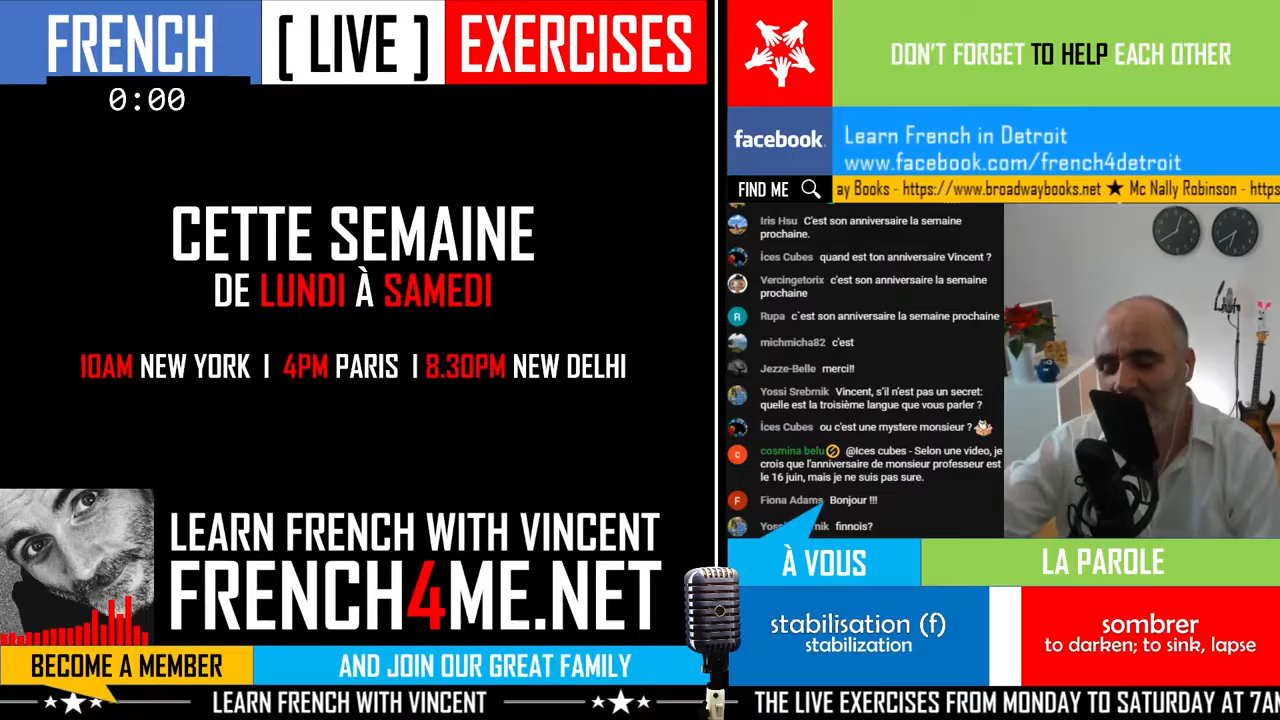 FRENCH [ LIVE ] EXERCISES
0:00
CETTE SEMAINE
DE LUNDI À SAMEDI
10AM NEW YORK I 4PM PARIS I 8.30PM NEW DELHI
LEARN FRENCH WITH VINCENT
FRENCH4ME.NET
BECOME A MEMBER
AND JOIN OUR GREAT FAMILY
LEARN FRENCH WITH VINCENT
THE LIVE EXERCISES FROM MONDAY TO SATURDAY AT 7A
DON'T FORGET TO HELP EACH OTHER
facebook.
Learn French in Detroit
www.facebook.com/french4detroit
FIND ME
ay Books - https://www.broadwaybooks.net ★ Mc Nally Robinson - https
Iris Hsu C'est son anniversaire la semaine
prochaine.
İces Cubes quand est ton anniversaire Vincent ?
Vercingetorix c'est son anniversaire la semaine
prochaine
Rupa c`est son anniversaire la semaine prochaine
michmicha82 c'est
Jezze-Belle merci!!
Yossi Srebrnik Vincent, s'il n'est pas un secret:
quelle est la troisième langue que vous parler ?
İces Cubes ou c'est une mystere monsieur ?
cosmina belu @Ices cubes - Selon une video, je
crois que l'anniversaire de monsieur professeur est
le 16 juin, mais je ne suis pas sure.
Fiona Adams Bonjour !!!
finnois?
À VOUS
LA PAROLE
stabilisation (f)
stabilization
sombrer
to darken; to sink, lapse